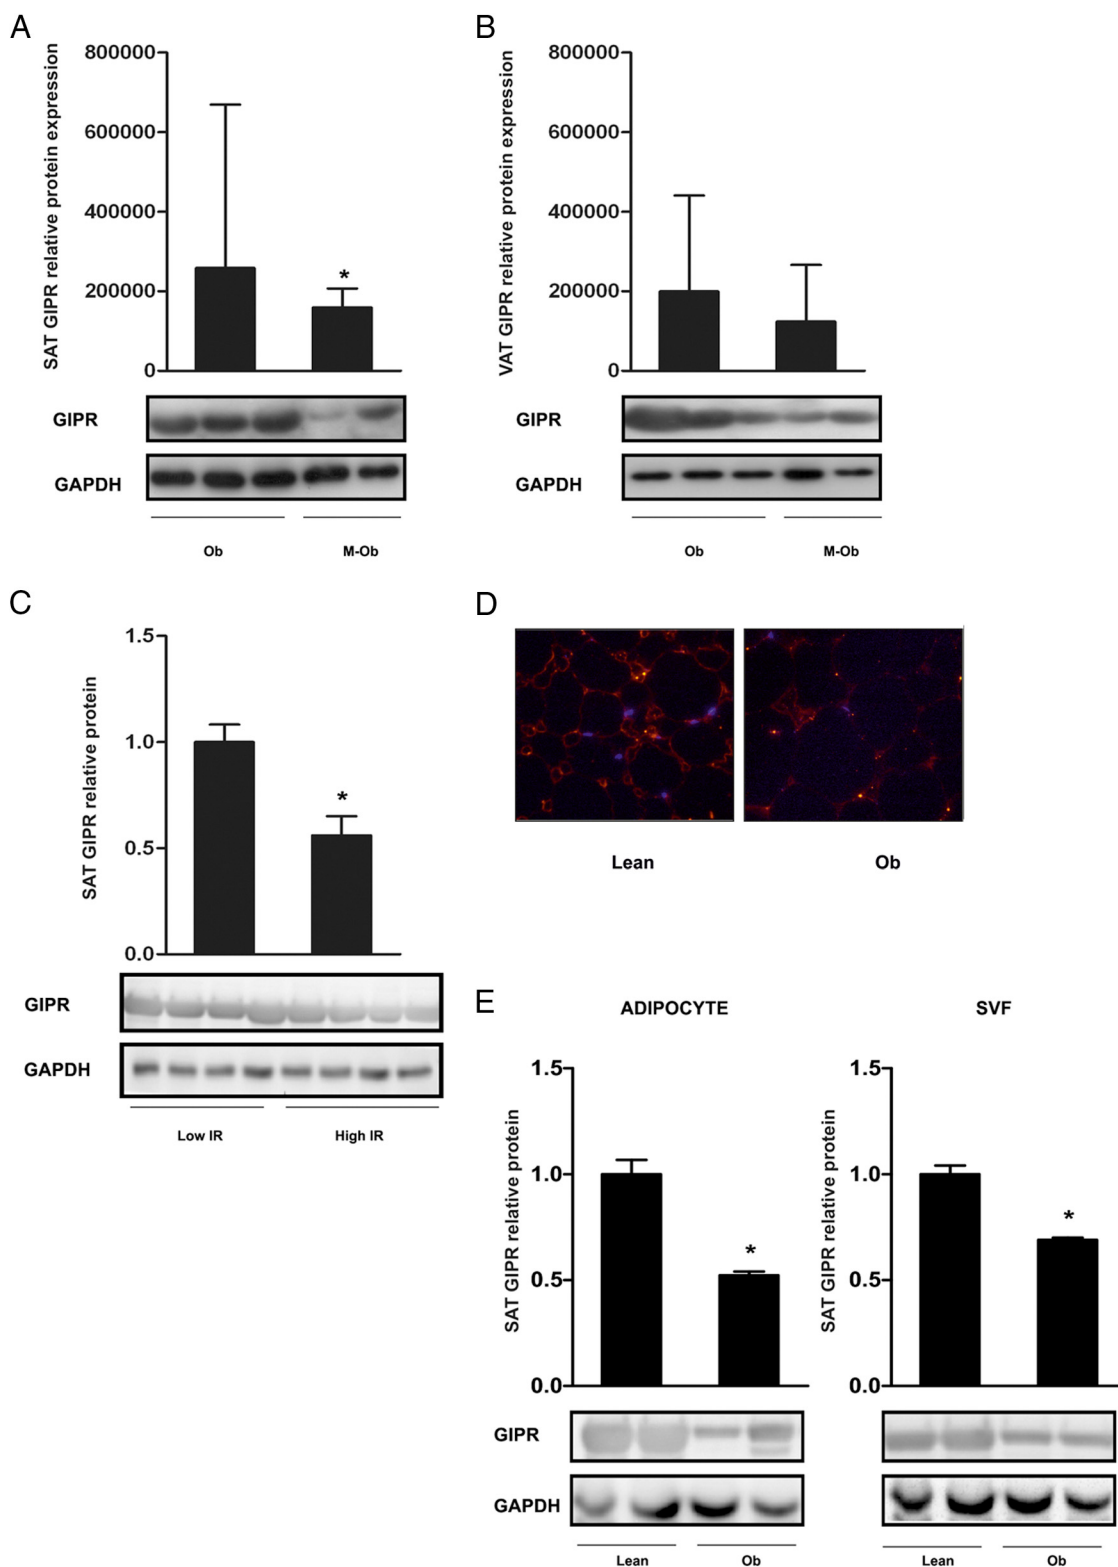 A
SAT GIPR relative protein expression
800000
600000
400000
200000
0
*
GIPR
GAPDH
Ob M-Ob
B
VAT GIPR relative protein expression
800000
600000
400000
200000
0
GIPR
GAPDH
Ob M-Ob
C
SAT GIPR relative protein
1.5
1.0
0.5
0.0
*
GIPR
GAPDH
Low IR High IR
D
Lean Ob
E
ADIPOCYTE
SAT GIPR relative protein
1.5
1.0
0.5
0.0
*
GIPR
GAPDH
Lean Ob
SVF
SAT GIPR relative protein
1.5
1.0
0.5
0.0
*
Lean Ob